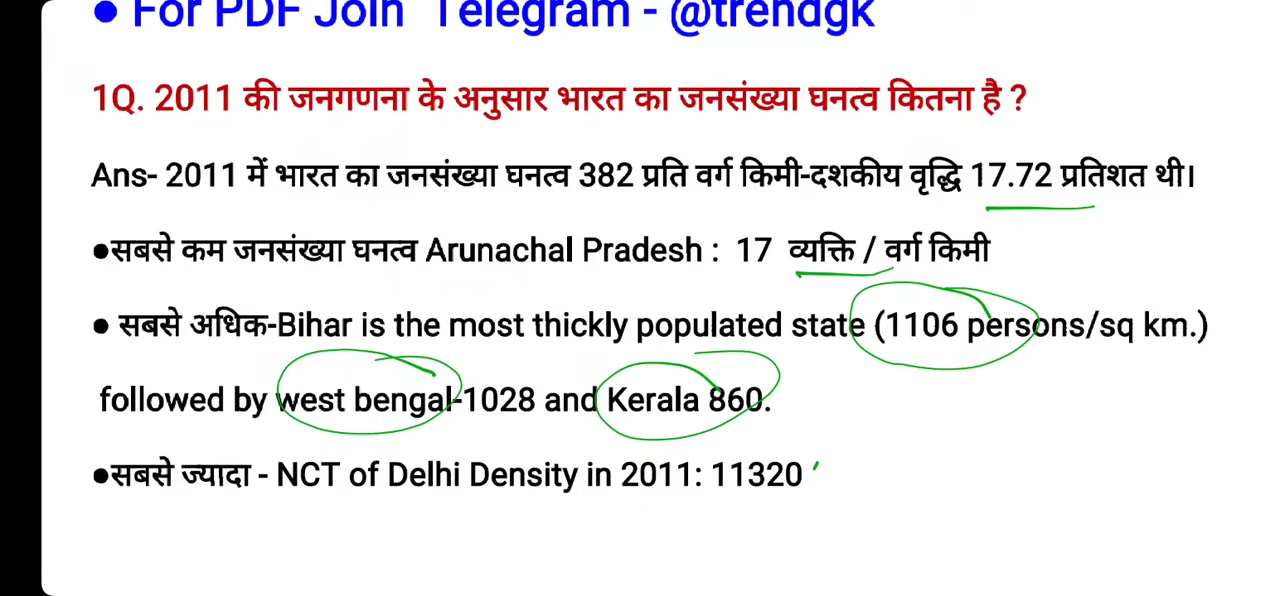 ● For PDF Join Telegram - @trendgk
1Q. 2011 की जनगणना के अनुसार भारत का जनसंख्या घनत्व कितना है ?
Ans- 2011 में भारत का जनसंख्या घनत्व 382 प्रति वर्ग किमी-दशकीय वृद्धि 17.72 प्रतिशत थी।
●सबसे कम जनसंख्या घनत्व Arunachal Pradesh : 17 व्यक्ति / वर्ग किमी
● सबसे अधिक-Bihar is the most thickly populated state (1106 persons/sq km.)
followed by west bengal-1028 and Kerala 860.
●सबसे ज्यादा - NCT of Delhi Density in 2011: 11320